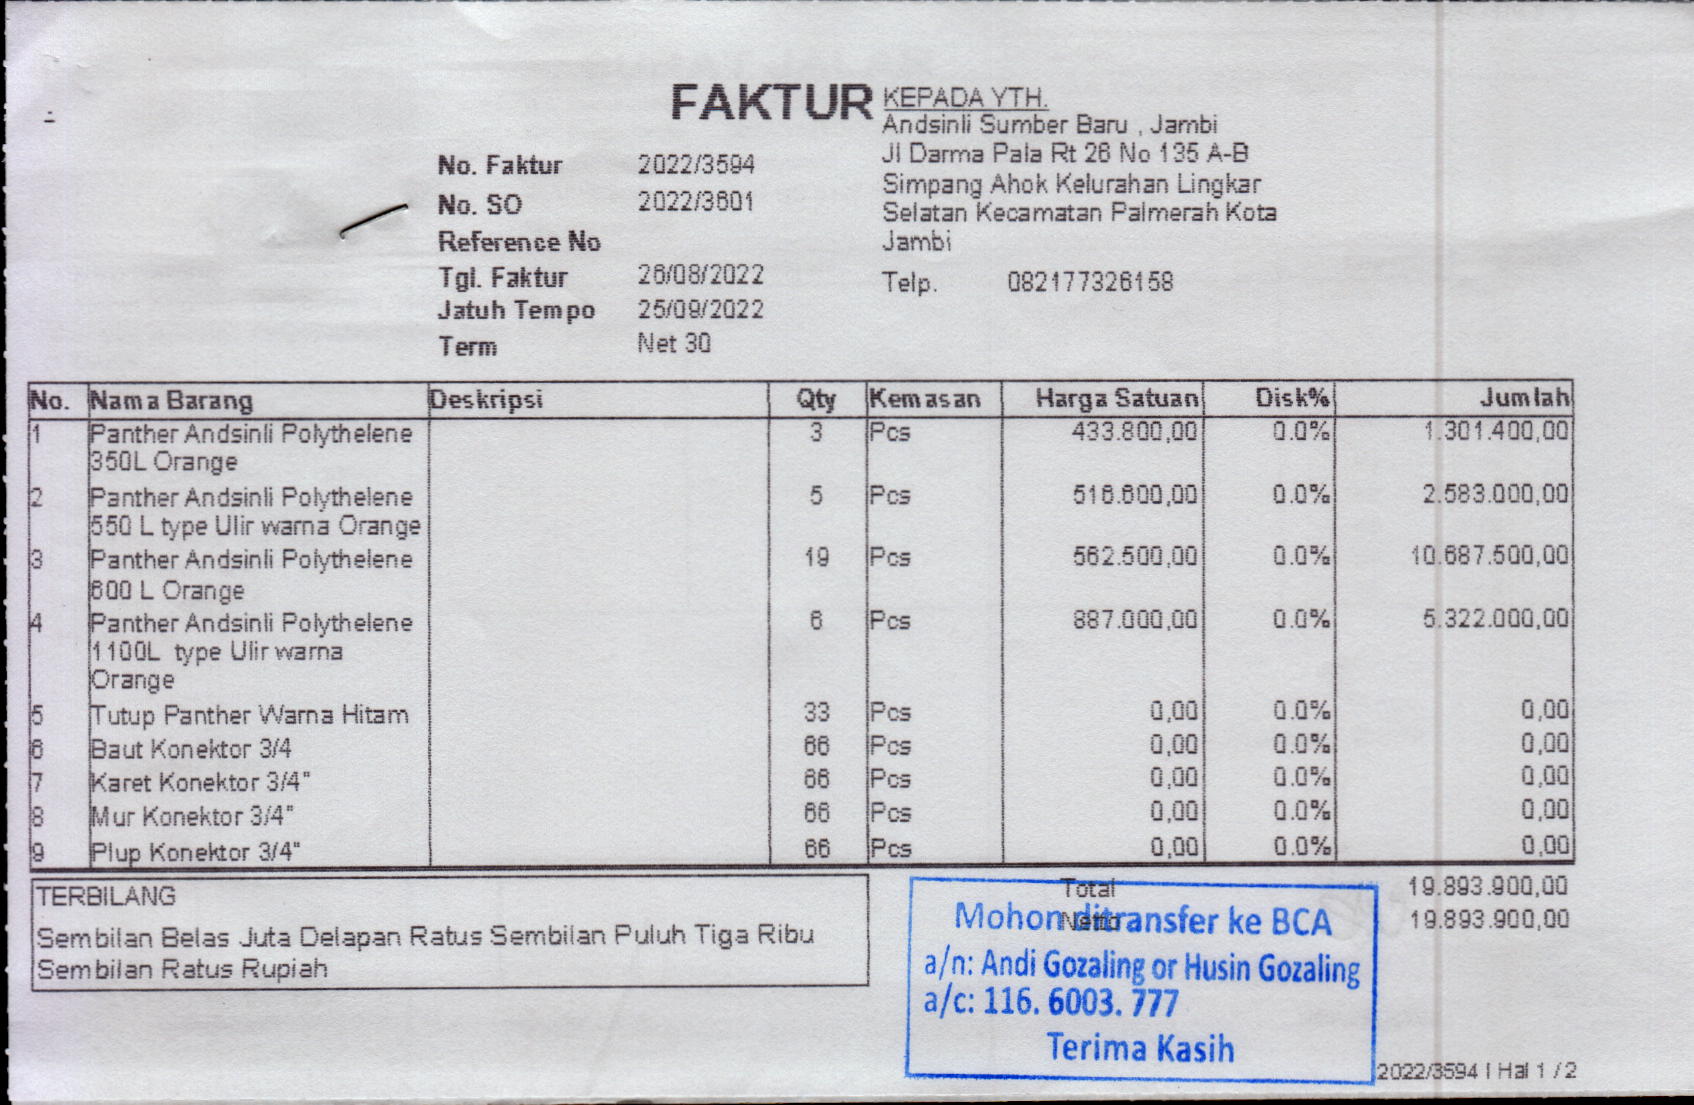 FAKTUR
No. Faktur 2022/3594
No. SO 2022/3601
Reference No
Tgl. Faktur 26/08/2022
Jatuh Tempo 25/09/2022
Term Net 30
KEPADA YTH.
Andsinli Sumber Baru , Jambi
Jl Darma Pala Rt 26 No 135 A-B
Simpang Ahok Kelurahan Lingkar
Selatan Kecamatan Palmerah Kota
Jambi
Telp. 082177326158
No. Nama Barang Deskripsi Qty Kemasan Harga Satuan Disk% Jumlah
1 Panther Andsinli Polythelene 3 Pcs 433.800,00 0.0% 1.301.400,00
350L Orange
2 Panther Andsinli Polythelene 5 Pcs 516.600,00 0.0% 2.583.000,00
550 L type Ulir warna Orange
3 Panther Andsinli Polythelene 19 Pcs 562.500,00 0.0% 10.687.500,00
600 L Orange
4 Panther Andsinli Polythelene 6 Pcs 887.000,00 0.0% 5.322.000,00
1100L type Ulir warna
Orange
5 Tutup Panther Warna Hitam 33 Pcs 0,00 0.0% 0,00
6 Baut Konektor 3/4 66 Pcs 0,00 0.0% 0,00
7 Karet Konektor 3/4" 66 Pcs 0,00 0.0% 0,00
8 Mur Konektor 3/4" 66 Pcs 0,00 0.0% 0,00
9 Plup Konektor 3/4" 66 Pcs 0,00 0.0% 0,00
TERBILANG
Sembilan Belas Juta Delapan Ratus Sembilan Puluh Tiga Ribu
Sembilan Ratus Rupiah
Total 19.893.900,00
Netto 19.893.900,00
Mohon ditransfer ke BCA
a/n: Andi Gozaling or Husin Gozaling
a/c: 116. 6003. 777
Terima Kasih
2022/3594 | Hal 1 / 2